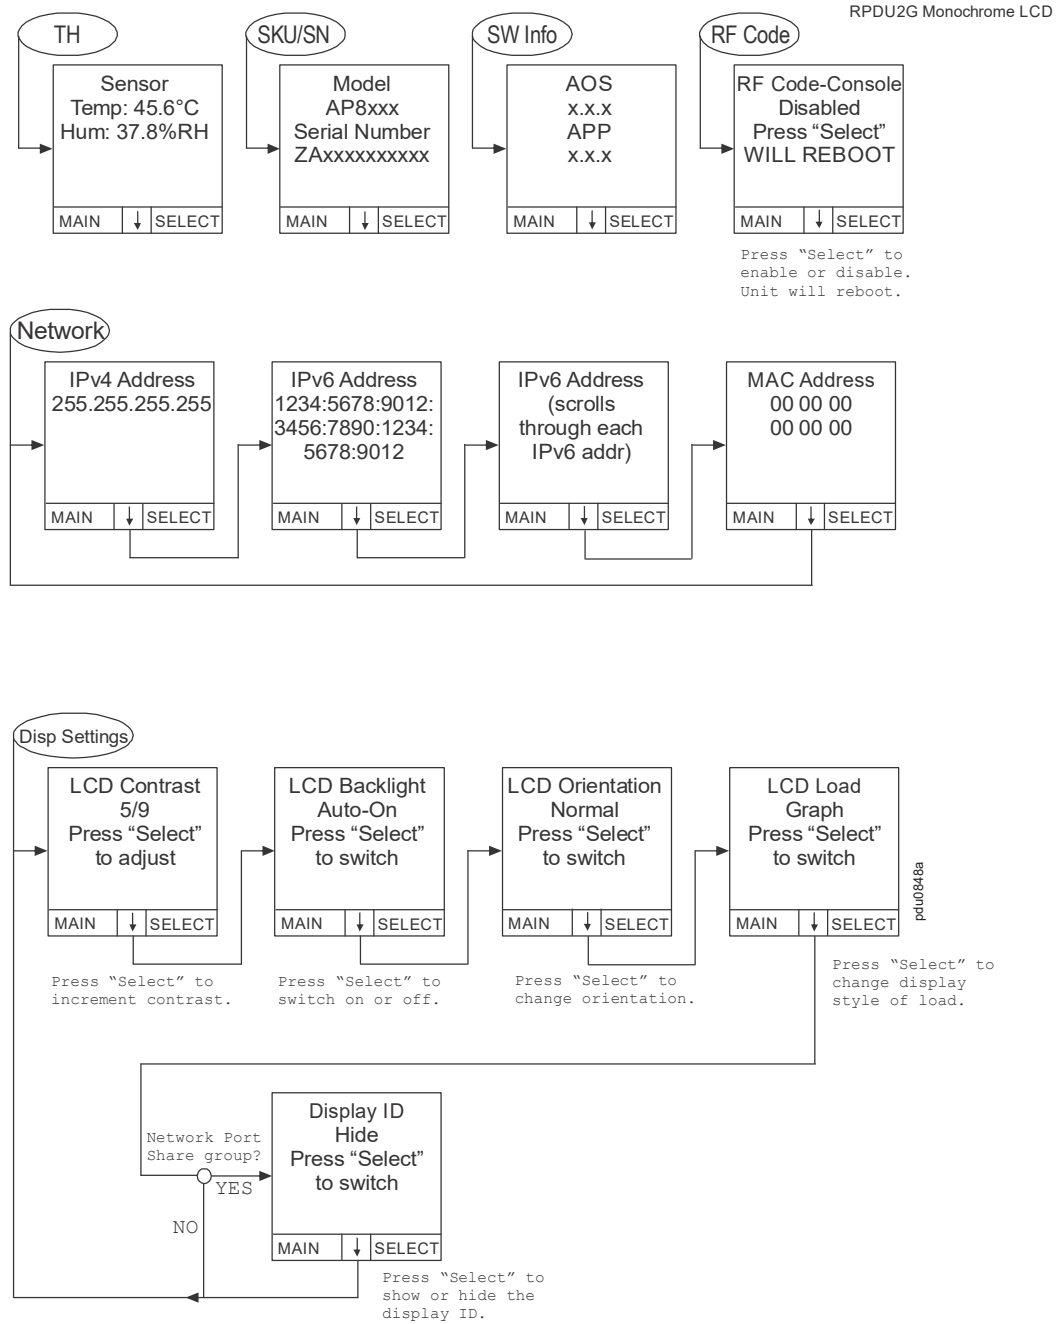 RPDU2G Monochrome LCD
TH
SKU/SN
SW Info
RF Code
Sensor
Temp: 45.6°C
Hum: 37.8%RH
MAIN ↓ SELECT
Model
AP8xxx
Serial Number
ZAxxxxxxxxxx
MAIN ↓ SELECT
AOS
x.x.x
APP
x.x.x
MAIN ↓ SELECT
RF Code-Console
Disabled
Press “Select”
WILL REBOOT
MAIN ↓ SELECT
Press “Select” to
enable or disable.
Unit will reboot.
Network
IPv4 Address
255.255.255.255
MAIN ↓ SELECT
IPv6 Address
1234:5678:9012:
3456:7890:1234:
5678:9012
MAIN ↓ SELECT
IPv6 Address
(scrolls
through each
IPv6 addr)
MAIN ↓ SELECT
MAC Address
00 00 00
00 00 00
MAIN ↓ SELECT
Disp Settings
LCD Contrast
5/9
Press “Select”
to adjust
MAIN ↓ SELECT
Press “Select” to
increment contrast.
LCD Backlight
Auto-On
Press “Select”
to switch
MAIN ↓ SELECT
Press “Select” to
switch on or off.
LCD Orientation
Normal
Press “Select”
to switch
MAIN ↓ SELECT
Press “Select” to
change orientation.
LCD Load
Graph
Press “Select”
to switch
MAIN ↓ SELECT
Press “Select” to
change display
style of load.
pdu0848a
Network Port
Share group?
YES
NO
Display ID
Hide
Press “Select”
to switch
MAIN ↓ SELECT
Press “Select” to
show or hide the
display ID.